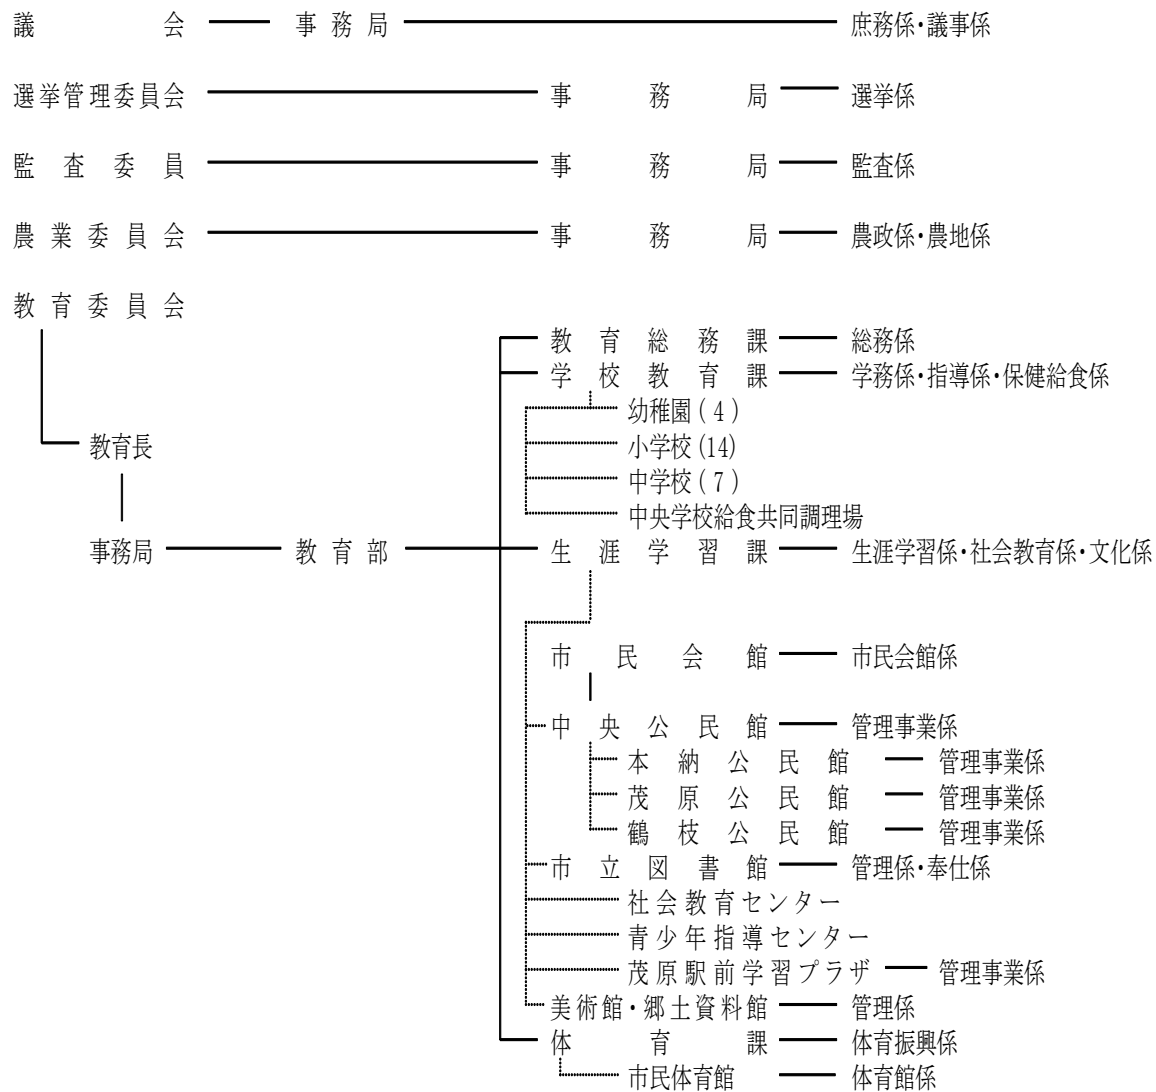 議会 事務局 庶務係・議事係
選挙管理委員会 事務局 選挙係
監査委員 事務局 監査係
農業委員会 事務局 農政係・農地係
教育委員会
教育総務課 総務係
学校教育課 学務係・指導係・保健給食係
幼稚園(4)
小学校(14)
教育長
中学校(7)
中央学校給食共同調理場
事務局 教育部 生涯学習課 生涯学習係・社会教育係・文化係
市民会館 市民会館係
中央公民館 管理事業係
本納公民館 管理事業係
茂原公民館 管理事業係
鶴枝公民館 管理事業係
市立図書館 管理係・奉仕係
社会教育センター
青少年指導センター
茂原駅前学習プラザ 管理事業係
美術館・郷土資料館 管理係
体育課 体育振興係
市民体育館 体育館係